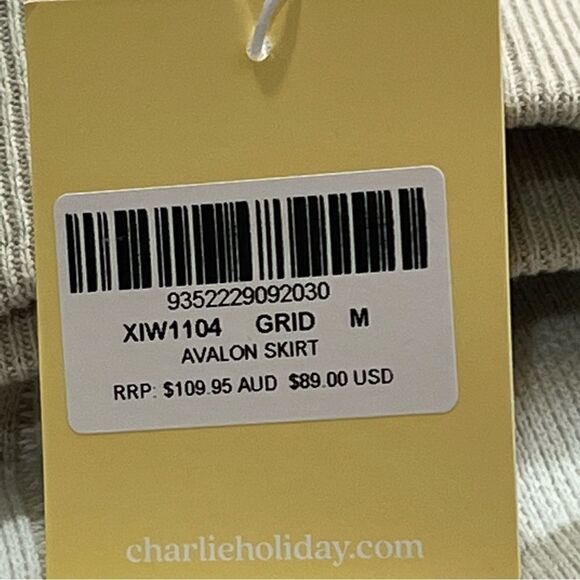 9352229092030
XIW1104 GRID M
AVALON SKIRT
RRP: $109.95 AUD $89.00 USD
charlieholiday.com